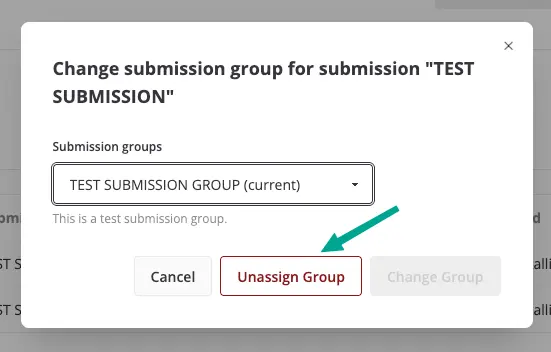 Change submission group for submission "TEST
SUBMISSION"
Submission groups
TEST SUBMISSION GROUP (current)
This is a test submission group.
Cancel
Unassign Group
Change Group